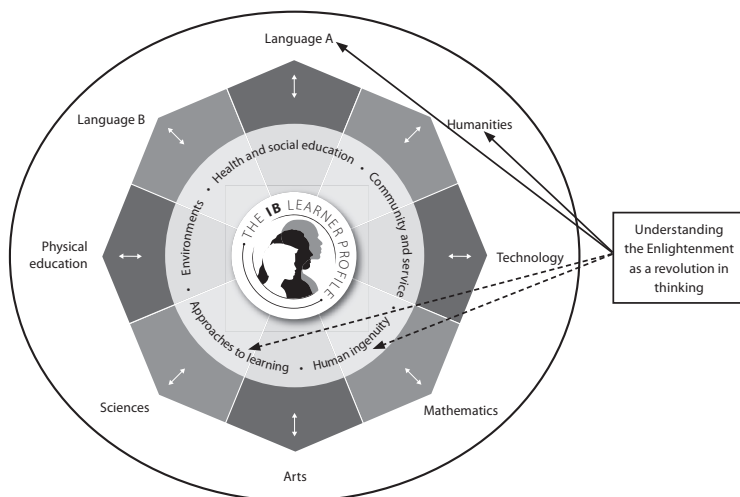 Language A
Language B
Humanities
Health and social education
Community and service
Environments
THE IB LEARNER PROFILE
Physical
education
Technology
Understanding
the Enlightenment
as a revolution in
thinking
Approaches to learning
Human ingenuity
Sciences
Mathematics
Arts